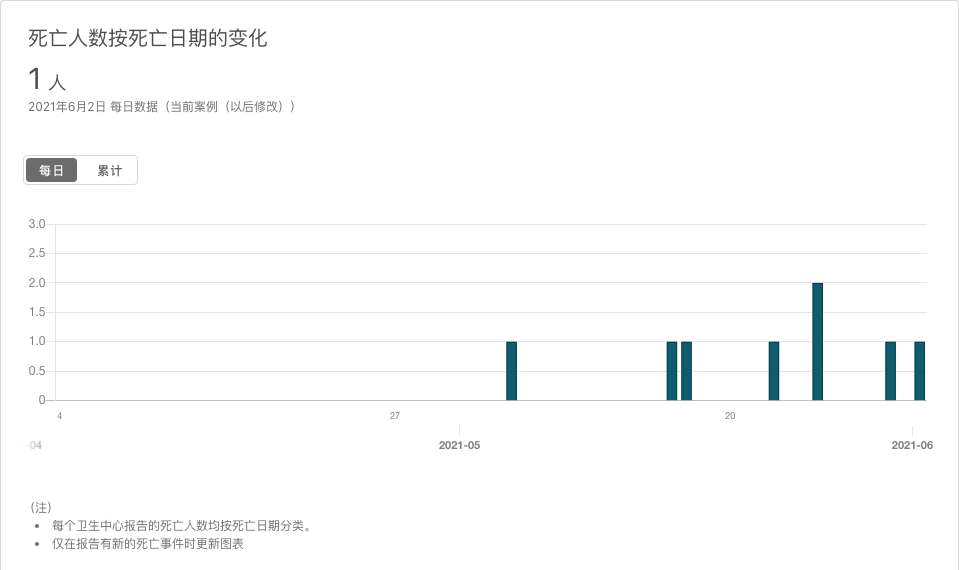 死亡人数按死亡日期的变化
1 人
2021年6月2日 每日数据（当前案例（以后修改））
每日 累计
3.0
2.5
2.0
1.5
1.0
0.5
0
4 27 20
-04 2021-05 2021-06
（注）
• 每个卫生中心报告的死亡人数均按死亡日期分类。
• 仅在报告有新的死亡事件时更新图表